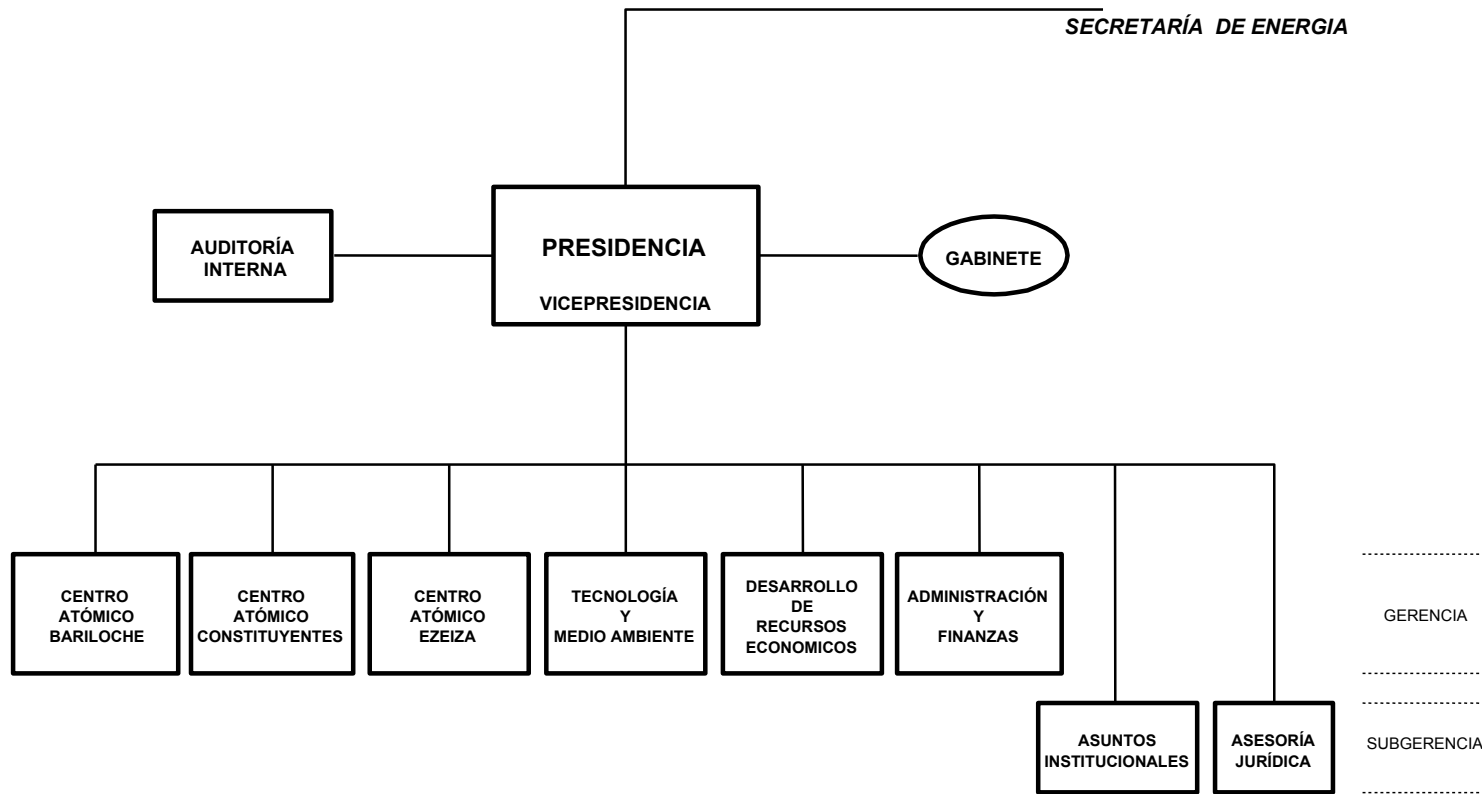 SECRETARÍA DE ENERGIA
AUDITORÍA
INTERNA
PRESIDENCIA
VICEPRESIDENCIA
GABINETE
CENTRO
ATÓMICO
BARILOCHE
CENTRO
ATÓMICO
CONSTITUYENTES
CENTRO
ATÓMICO
EZEIZA
TECNOLOGÍA
Y
MEDIO AMBIENTE
DESARROLLO
DE
RECURSOS
ECONOMICOS
ADMINISTRACIÓN
Y
FINANZAS
GERENCIA
ASUNTOS
INSTITUCIONALES
ASESORÍA
JURÍDICA
SUBGERENCIA